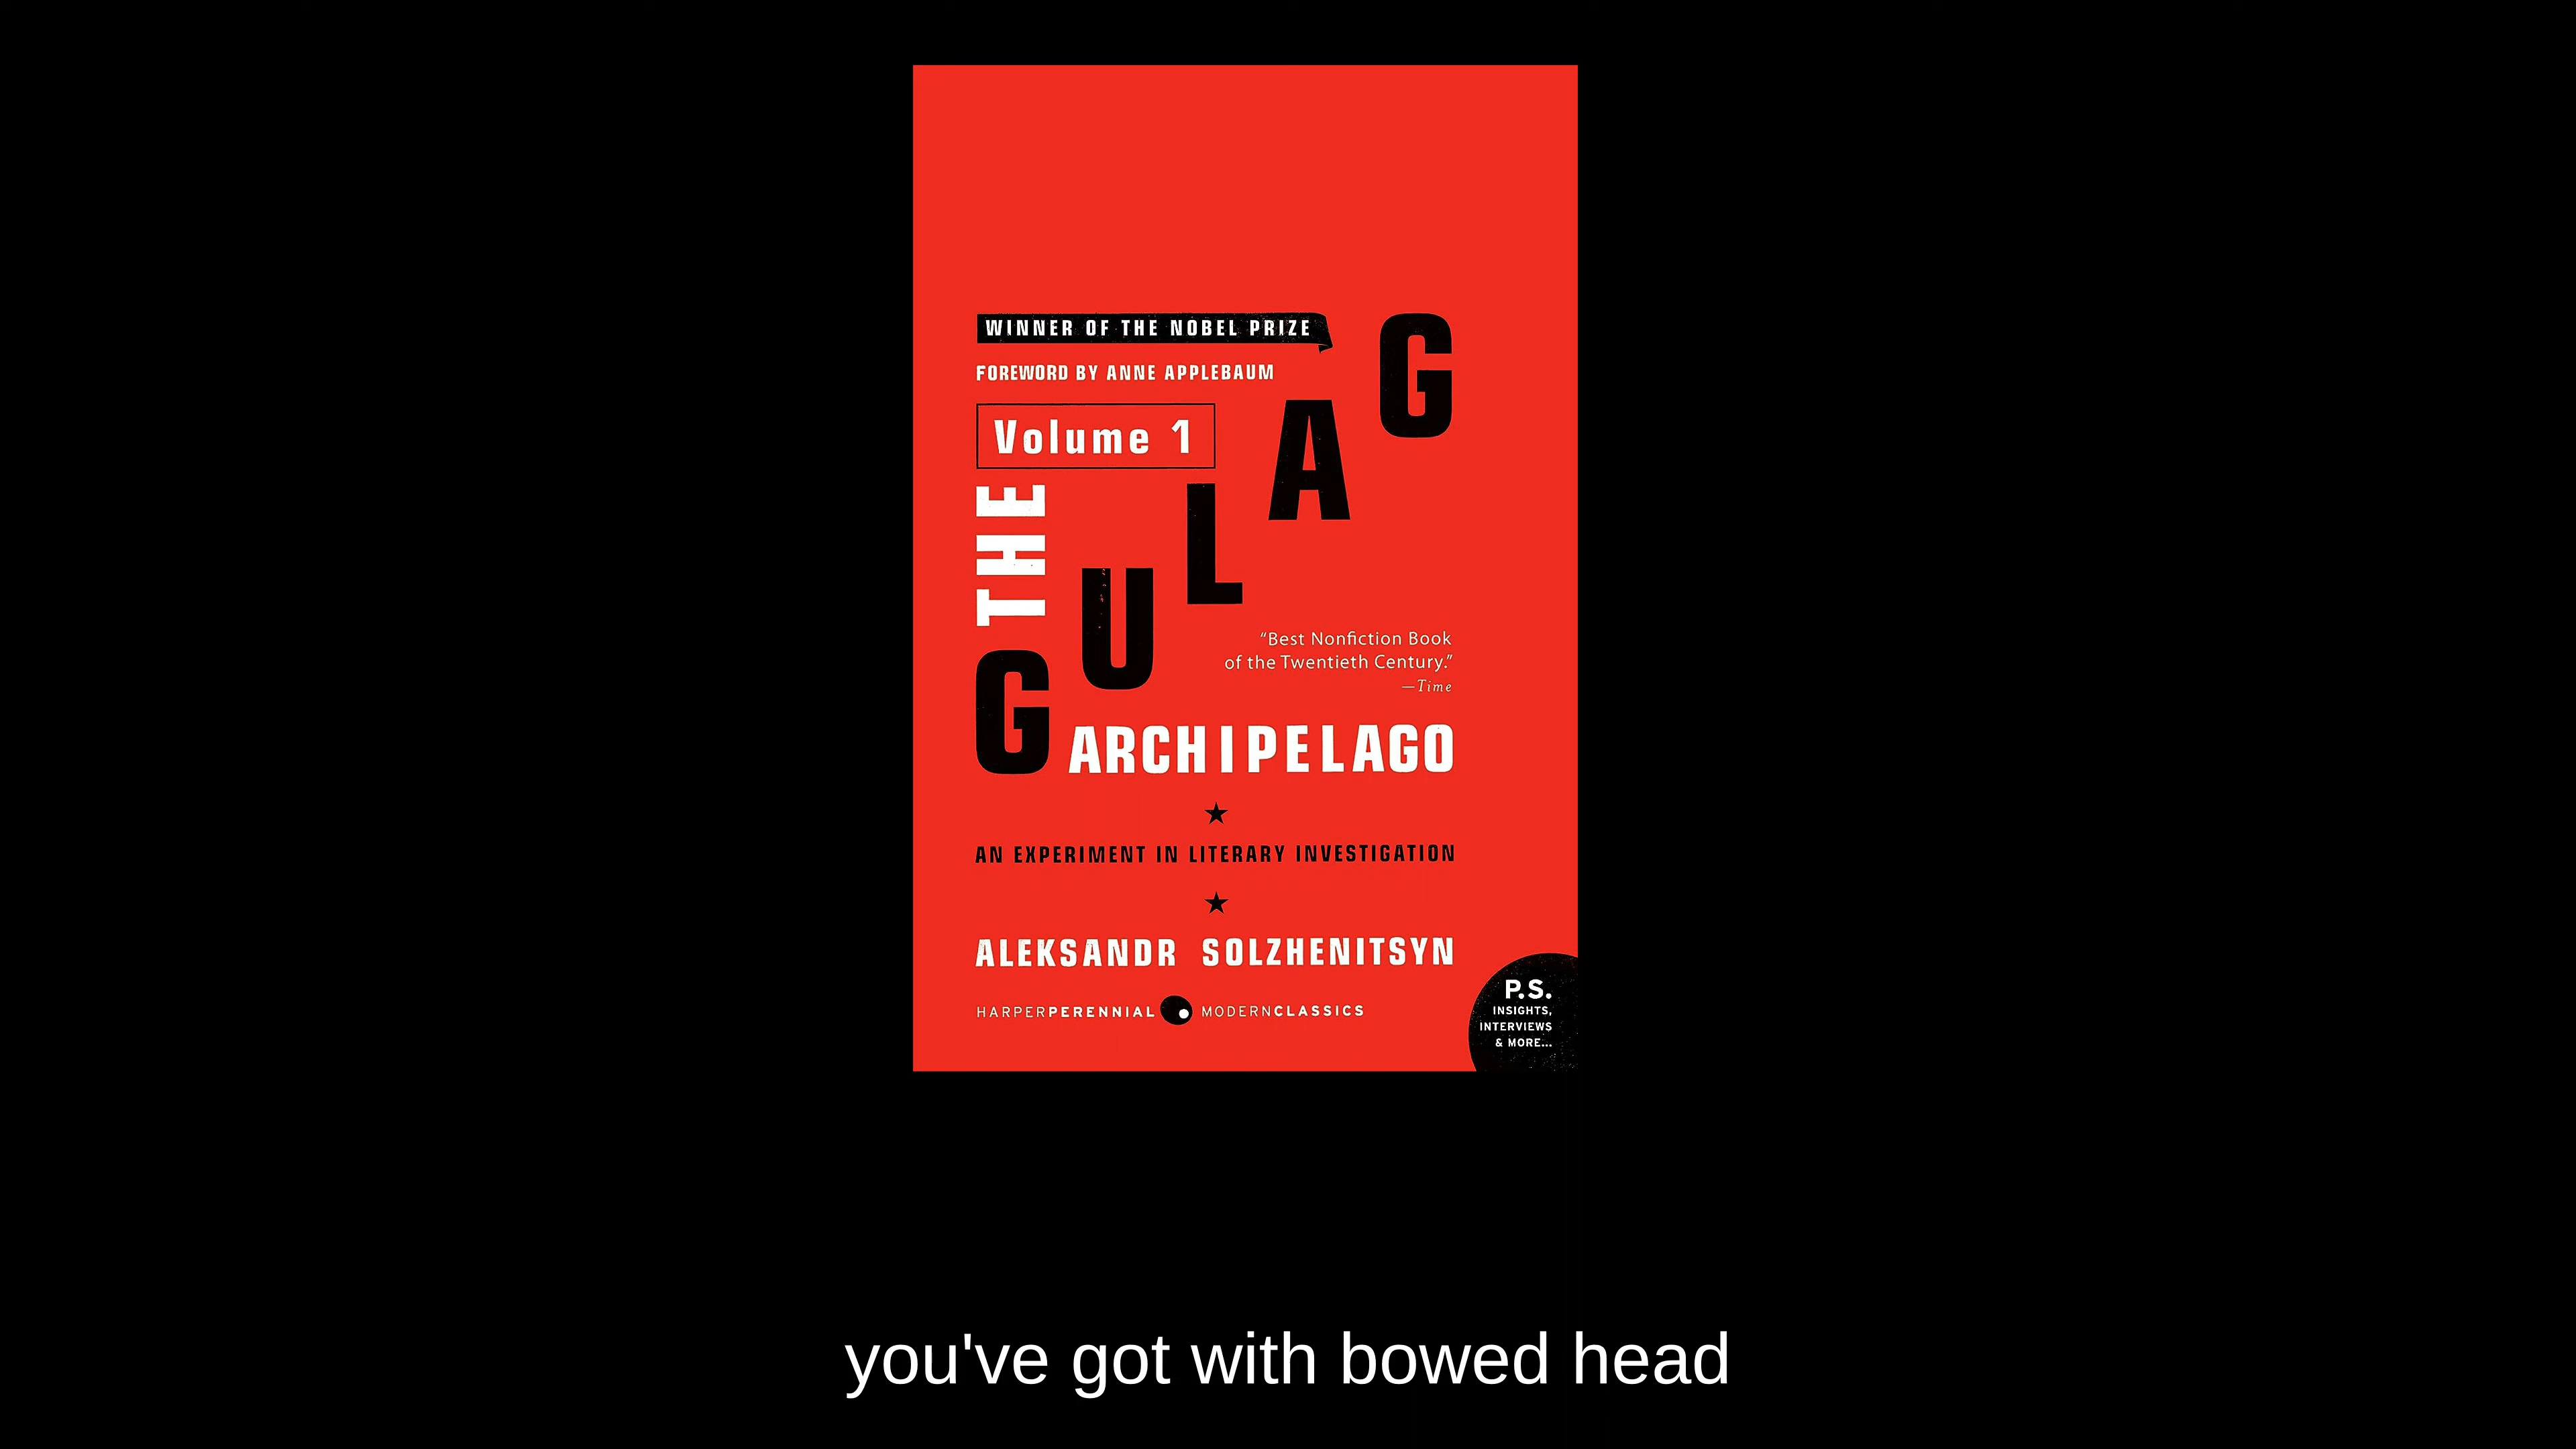 WINNER OF THE NOBEL PRIZE
FOREWORD BY ANNE APPLEBAUM
Volume 1
THE
GULAG
ARCHIPELAGO
“Best Nonfiction Book
of the Twentieth Century.”
—Time
AN EXPERIMENT IN LITERARY INVESTIGATION
ALEKSANDR SOLZHENITSYN
HARPERPERENNIAL MODERNCLASSICS
P.S.
INSIGHTS,
INTERVIEWS
& MORE...
you've got with bowed head